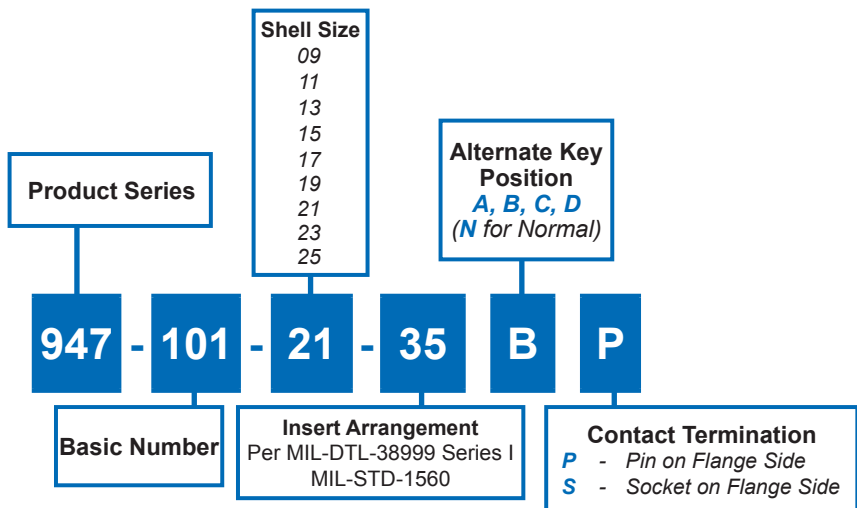 Shell Size
09
11
13
15
17
19
21
23
25
Product Series
Alternate Key
Position
A, B, C, D
(N for Normal)
947 - 101 - 21 - 35 B P
Basic Number
Insert Arrangement
Per MIL-DTL-38999 Series I
MIL-STD-1560
Contact Termination
P - Pin on Flange Side
S - Socket on Flange Side